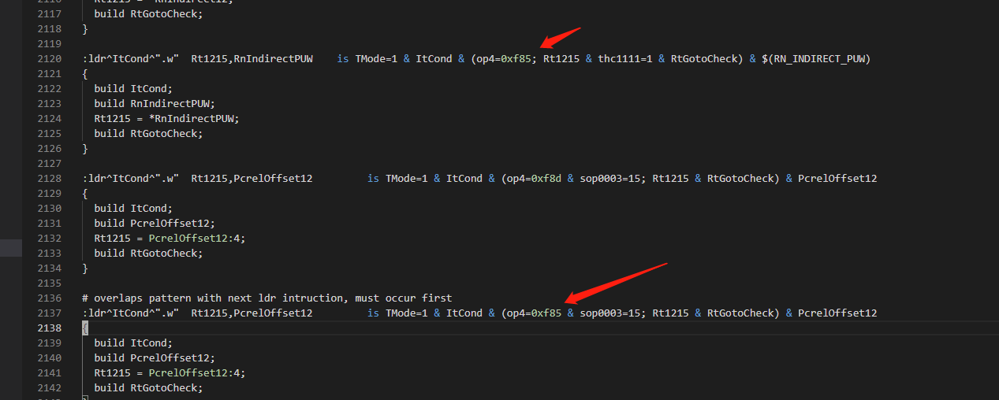 2117 build RtGotoCheck;
2118 }
2119
2120 :ldr^ItCond^".w" Rt1215,RnIndirectPUW is TMode=1 & ItCond & (op4=0xf85; Rt1215 & thc1111=1 & RtGotoCheck) & $(RN_INDIRECT_PUW)
2121 {
2122 build ItCond;
2123 build RnIndirectPUW;
2124 Rt1215 = *RnIndirectPUW;
2125 build RtGotoCheck;
2126 }
2127
2128 :ldr^ItCond^".w" Rt1215,PcrelOffset12 is TMode=1 & ItCond & (op4=0xf8d & sop0003=15; Rt1215 & RtGotoCheck) & PcrelOffset12
2129 {
2130 build ItCond;
2131 build PcrelOffset12;
2132 Rt1215 = PcrelOffset12:4;
2133 build RtGotoCheck;
2134 }
2135
2136 # overlaps pattern with next ldr intruction, must occur first
2137 :ldr^ItCond^".w" Rt1215,PcrelOffset12 is TMode=1 & ItCond & (op4=0xf85 & sop0003=15; Rt1215 & RtGotoCheck) & PcrelOffset12
2138 {
2139 build ItCond;
2140 build PcrelOffset12;
2141 Rt1215 = PcrelOffset12:4;
2142 build RtGotoCheck;